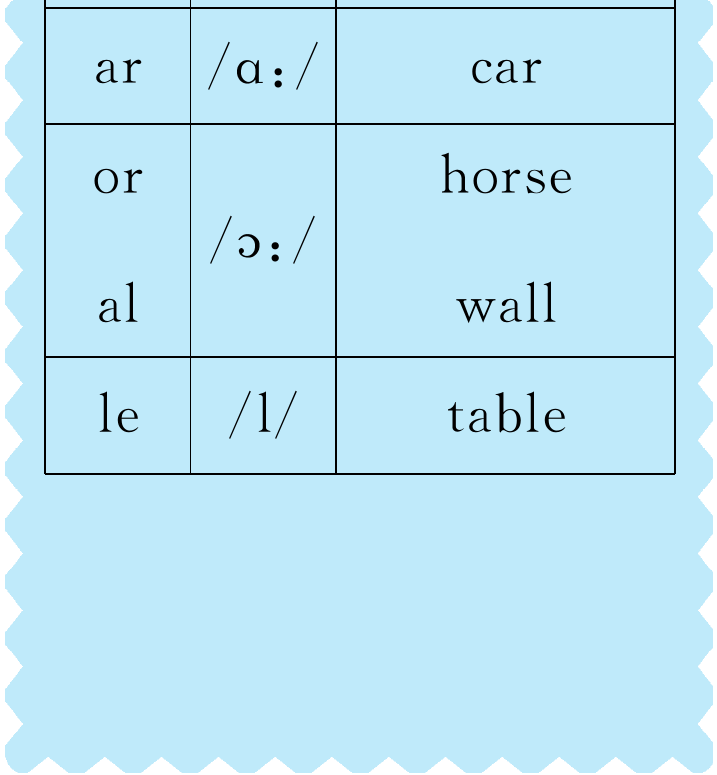 ar /ɑː/ car
or horse
/ɔː/
al wall
le /l/ table